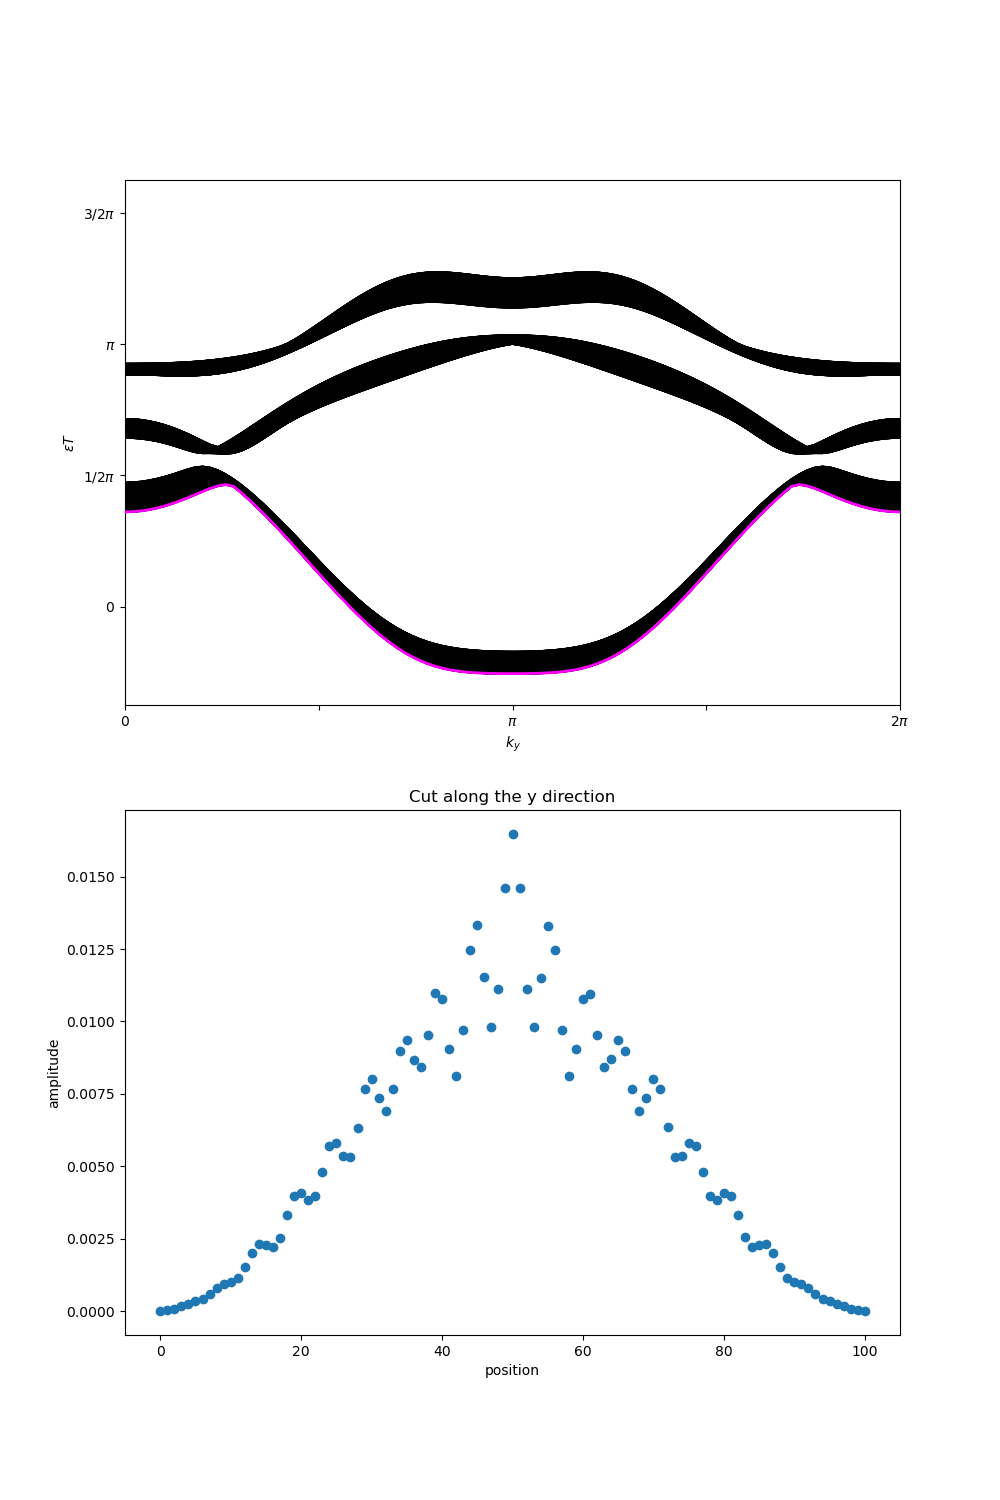 3/2π
π
εT
1/2π
0
0
π
2π
k_y
Cut along the y direction
0.0150
0.0125
0.0100
amplitude
0.0075
0.0050
0.0025
0.0000
0
20
40
60
80
100
position